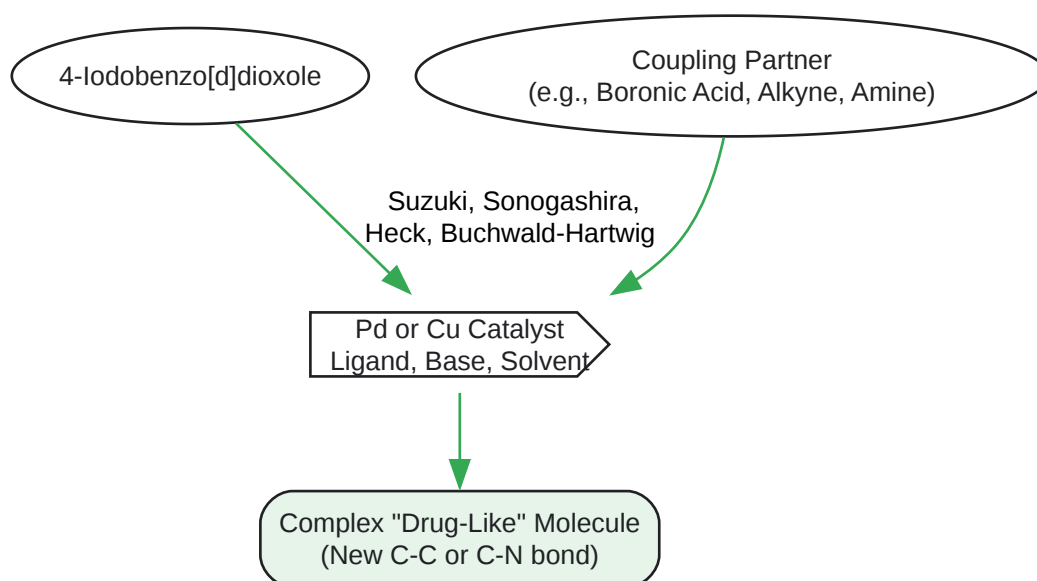 4-Iodobenzo[d]dioxole
Coupling Partner
(e.g., Boronic Acid, Alkyne, Amine)
Suzuki, Sonogashira,
Heck, Buchwald-Hartwig
Pd or Cu Catalyst
Ligand, Base, Solvent
Complex "Drug-Like" Molecule
(New C-C or C-N bond)